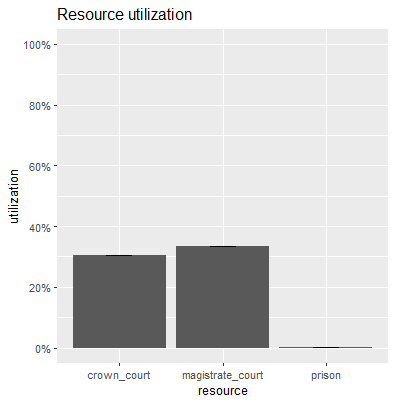 Resource utilization
100%
80%
60%
40%
20%
0%
utilization
crown_court magistrate_court prison
resource